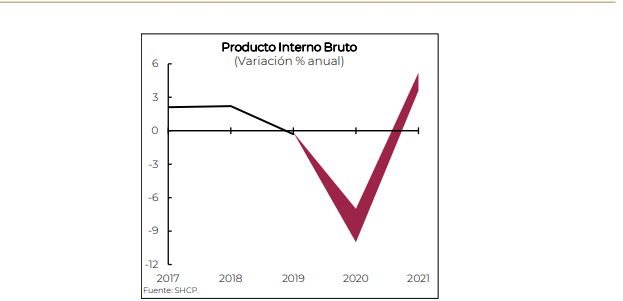 Producto Interno Bruto
(Variación % anual)
6
3
0
-3
-6
-9
-12
2017 2018 2019 2020 2021
Fuente: SHCP.